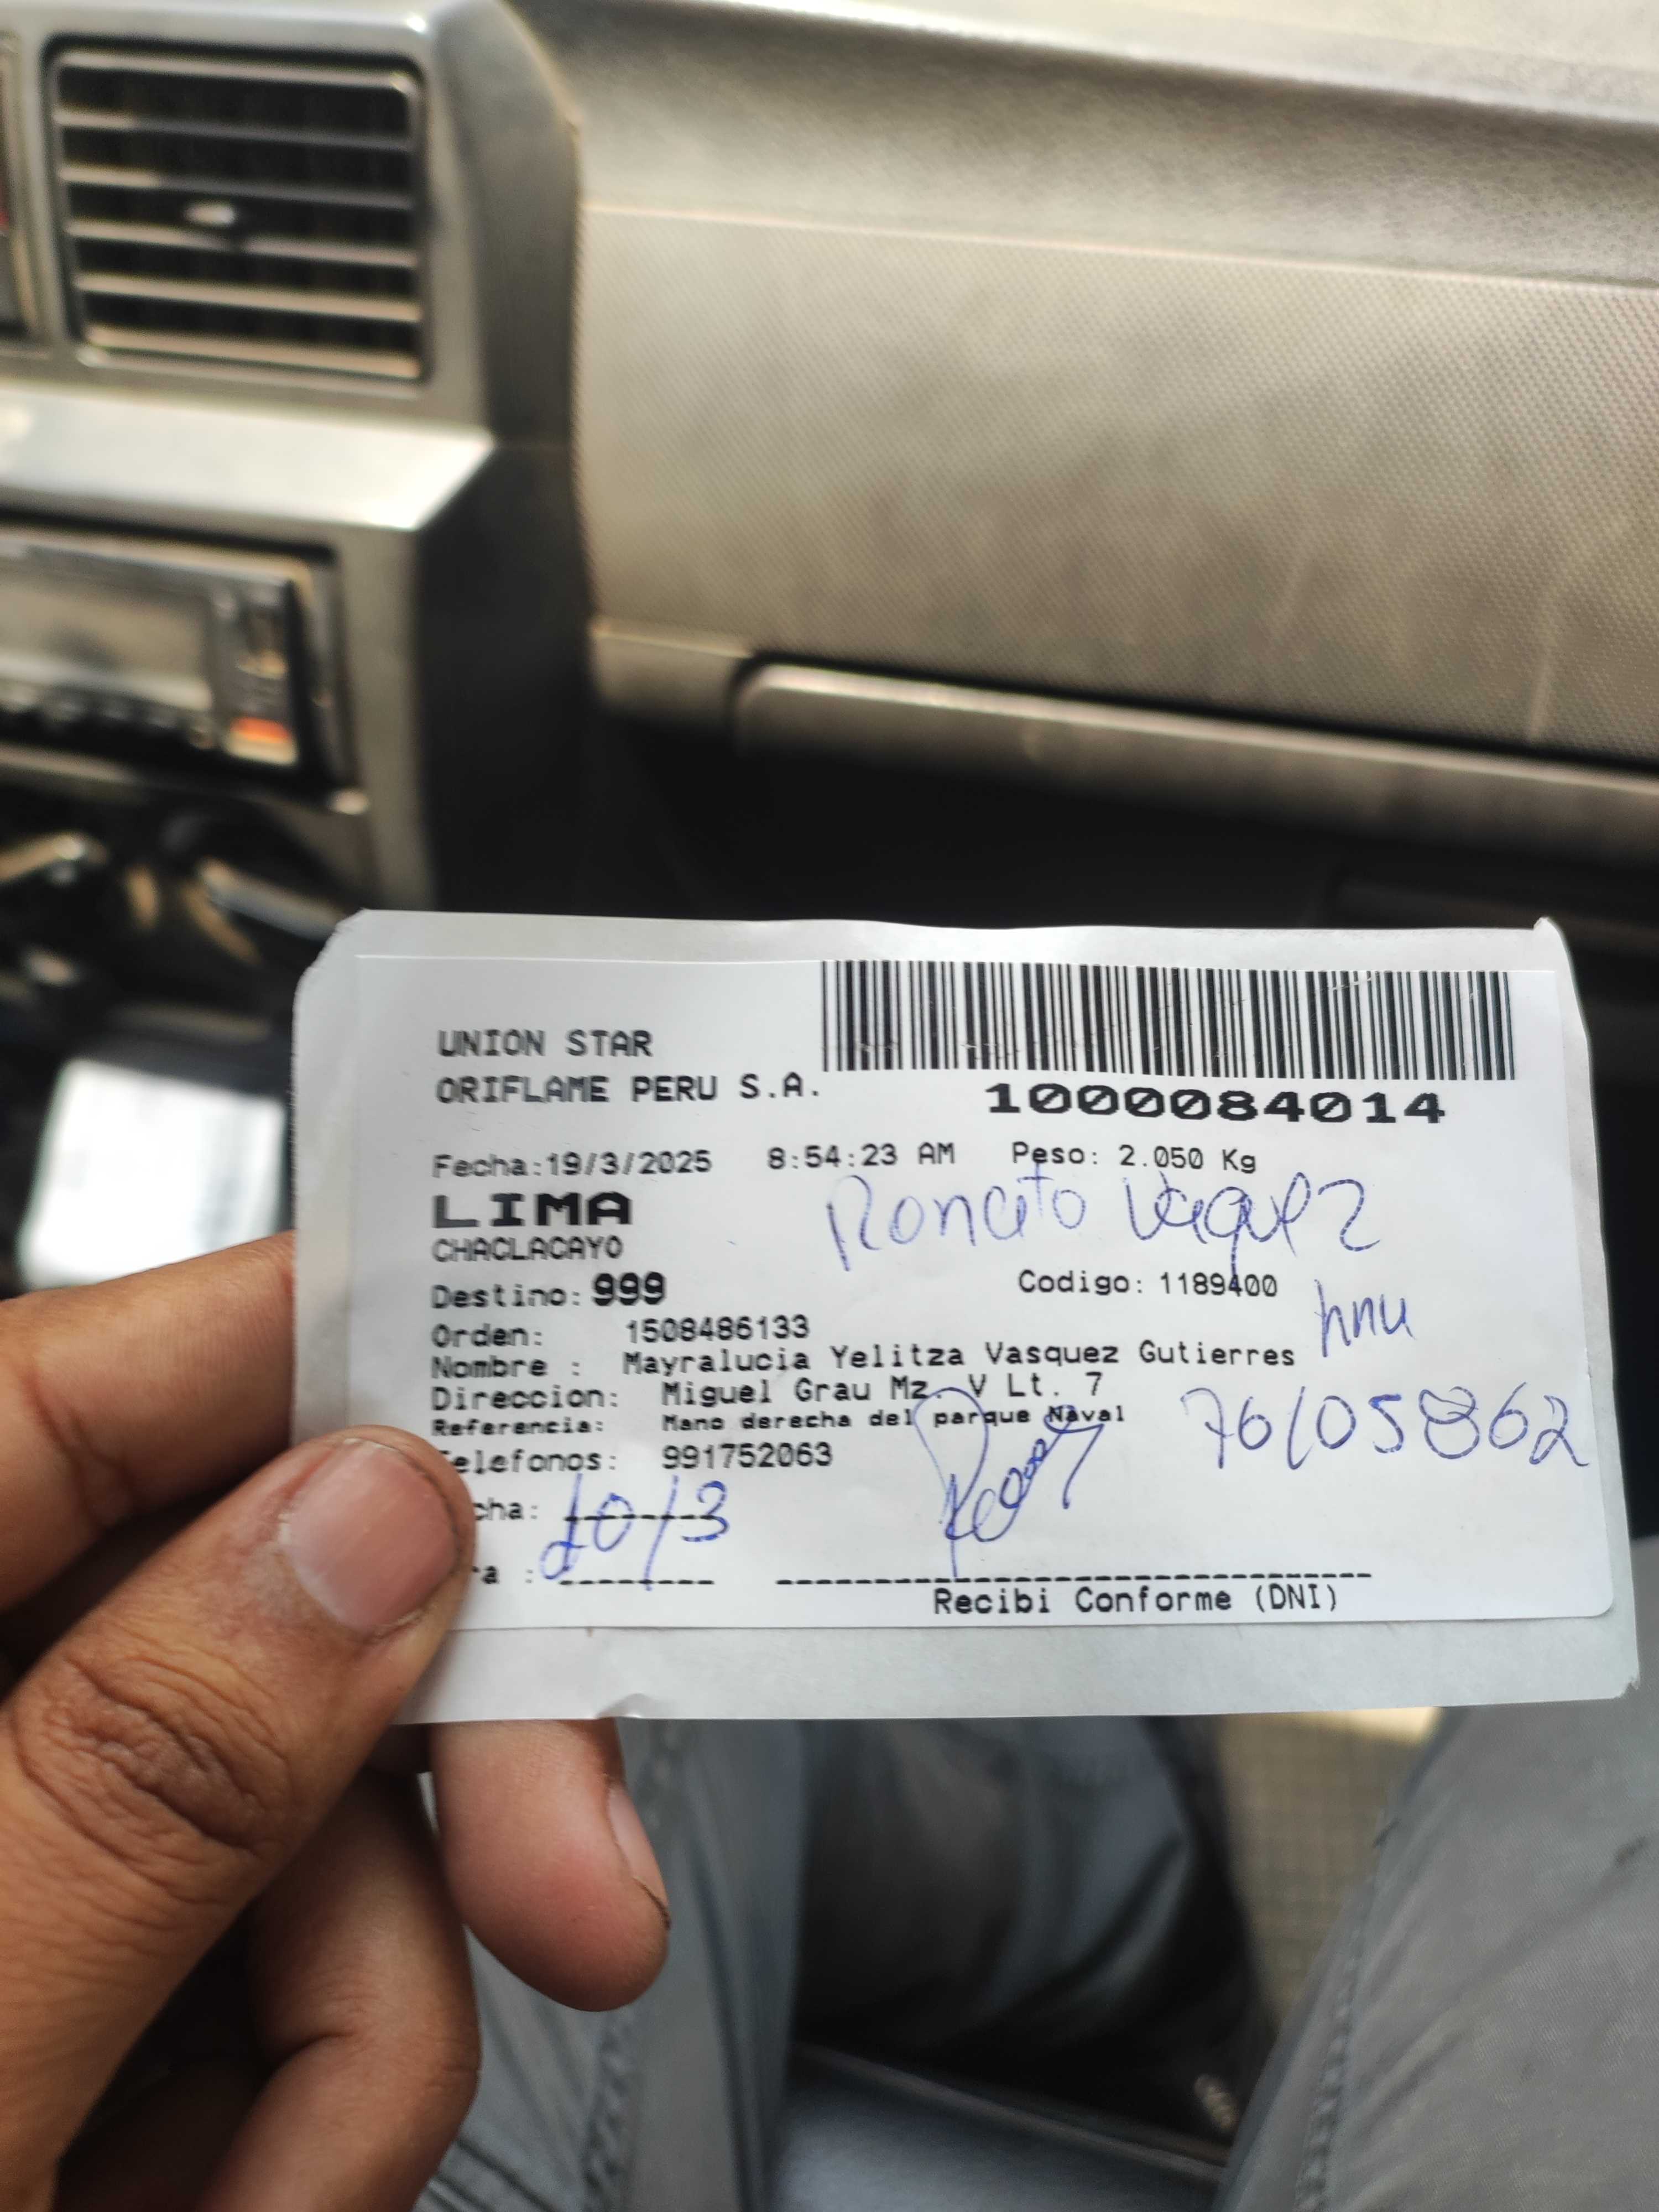 UNION STAR
ORIFLAME PERU S.A.
1000084014
Fecha:19/3/2025 8:54:23 AM Peso: 2.050 Kg
LIMA
CHACLACAYO
Destino: 999 Codigo: 1189400
Orden: 1508486133
Nombre : Mayralucia Yelitza Vasquez Gutierres
Direccion: Miguel Grau Mz. V Lt. 7
Referencia: Mano derecha del parque Naval
elefonos: 991752063
76105862
cha: 20/3
a :
Recibi Conforme (DNI)